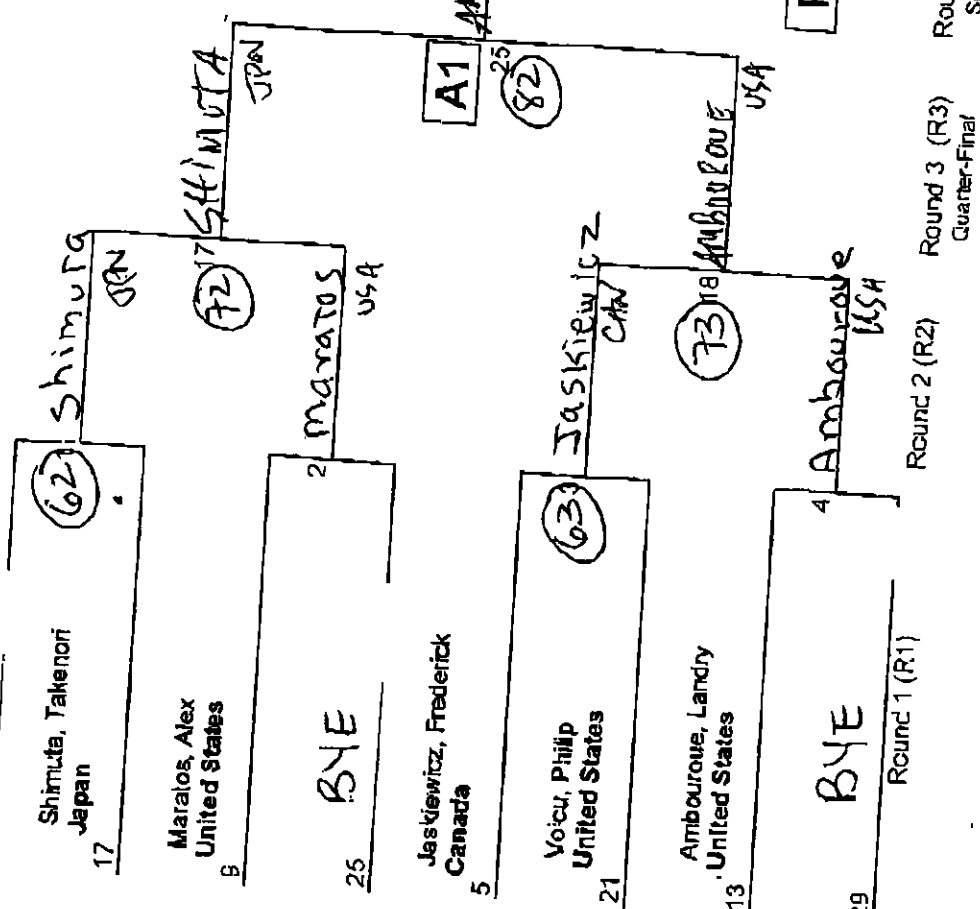 Shimuta, Takenori
Japan
17
62
Shimura
JPN
Maratos, Alex
United States
9
BYE
25
2
Maratos
USA
72
17
SHIMUTA
JPN
Jaskiewicz, Frederick
Canada
5
63
Jaskiewicz
CAN
Voicu, Philip
United States
21
Ambouroue, Landry
United States
13
BYE
29
4
Ambouroue
USA
73
18
Ambouroue
USA
A1
25
82
Round 1 (R1)
Round 2 (R2)
Round 3 (R3)
Quarter-Final